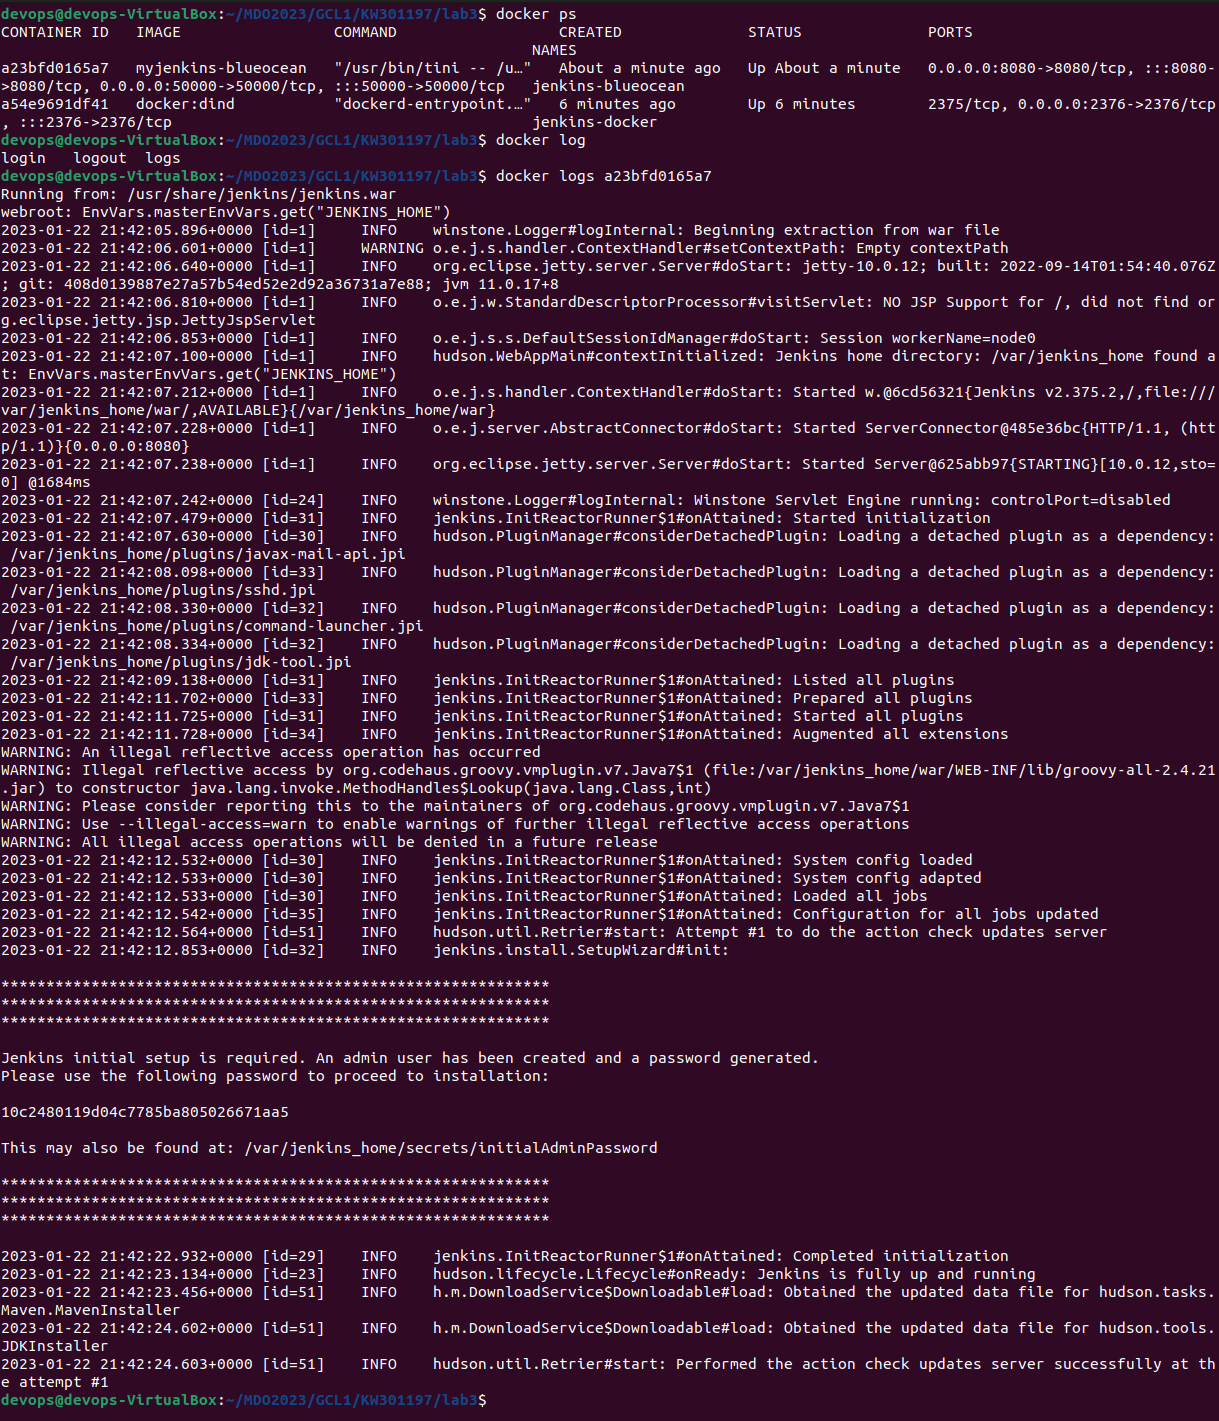 devops@devops-VirtualBox:~/MDO2023/GCL1/KW301197/lab3$ docker ps
CONTAINER ID   IMAGE                 COMMAND                  CREATED              STATUS              PORTS
                                                           NAMES
a23bfd0165a7   myjenkins-blueocean   "/usr/bin/tini -- /u…"   About a minute ago   Up About a minute   0.0.0.0:8080->8080/tcp, :::8080-
>8080/tcp, 0.0.0.0:50000->50000/tcp, :::50000->50000/tcp   jenkins-blueocean
a54e9691df41   docker:dind           "dockerd-entrypoint.…"   6 minutes ago        Up 6 minutes        2375/tcp, 0.0.0.0:2376->2376/tcp
, :::2376->2376/tcp                                        jenkins-docker
devops@devops-VirtualBox:~/MDO2023/GCL1/KW301197/lab3$ docker log
login   logout  logs
devops@devops-VirtualBox:~/MDO2023/GCL1/KW301197/lab3$ docker logs a23bfd0165a7
Running from: /usr/share/jenkins/jenkins.war
webroot: EnvVars.masterEnvVars.get("JENKINS_HOME")
2023-01-22 21:42:05.896+0000 [id=1]     INFO    winstone.Logger#logInternal: Beginning extraction from war file
2023-01-22 21:42:06.601+0000 [id=1]     WARNING o.e.j.s.handler.ContextHandler#setContextPath: Empty contextPath
2023-01-22 21:42:06.640+0000 [id=1]     INFO    org.eclipse.jetty.server.Server#doStart: jetty-10.0.12; built: 2022-09-14T01:54:40.076Z
; git: 408d0139887e27a57b54ed52e2d92a36731a7e88; jvm 11.0.17+8
2023-01-22 21:42:06.810+0000 [id=1]     INFO    o.e.j.w.StandardDescriptorProcessor#visitServlet: NO JSP Support for /, did not find or
g.eclipse.jetty.jsp.JettyJspServlet
2023-01-22 21:42:06.853+0000 [id=1]     INFO    o.e.j.s.s.DefaultSessionIdManager#doStart: Session workerName=node0
2023-01-22 21:42:07.100+0000 [id=1]     INFO    hudson.WebAppMain#contextInitialized: Jenkins home directory: /var/jenkins_home found a
t: EnvVars.masterEnvVars.get("JENKINS_HOME")
2023-01-22 21:42:07.212+0000 [id=1]     INFO    o.e.j.s.handler.ContextHandler#doStart: Started w.@6cd56321{Jenkins v2.375.2,/,file:///
var/jenkins_home/war/,AVAILABLE}{/var/jenkins_home/war}
2023-01-22 21:42:07.228+0000 [id=1]     INFO    o.e.j.server.AbstractConnector#doStart: Started ServerConnector@485e36bc{HTTP/1.1, (htt
p/1.1)}{0.0.0.0:8080}
2023-01-22 21:42:07.238+0000 [id=1]     INFO    org.eclipse.jetty.server.Server#doStart: Started Server@625abb97{STARTING}[10.0.12,sto=
0] @1684ms
2023-01-22 21:42:07.242+0000 [id=24]    INFO    winstone.Logger#logInternal: Winstone Servlet Engine running: controlPort=disabled
2023-01-22 21:42:07.479+0000 [id=31]    INFO    jenkins.InitReactorRunner$1#onAttained: Started initialization
2023-01-22 21:42:07.630+0000 [id=30]    INFO    hudson.PluginManager#considerDetachedPlugin: Loading a detached plugin as a dependency:
 /var/jenkins_home/plugins/javax-mail-api.jpi
2023-01-22 21:42:08.098+0000 [id=33]    INFO    hudson.PluginManager#considerDetachedPlugin: Loading a detached plugin as a dependency:
 /var/jenkins_home/plugins/sshd.jpi
2023-01-22 21:42:08.330+0000 [id=32]    INFO    hudson.PluginManager#considerDetachedPlugin: Loading a detached plugin as a dependency:
 /var/jenkins_home/plugins/command-launcher.jpi
2023-01-22 21:42:08.334+0000 [id=32]    INFO    hudson.PluginManager#considerDetachedPlugin: Loading a detached plugin as a dependency:
 /var/jenkins_home/plugins/jdk-tool.jpi
2023-01-22 21:42:09.138+0000 [id=31]    INFO    jenkins.InitReactorRunner$1#onAttained: Listed all plugins
2023-01-22 21:42:11.702+0000 [id=33]    INFO    jenkins.InitReactorRunner$1#onAttained: Prepared all plugins
2023-01-22 21:42:11.725+0000 [id=31]    INFO    jenkins.InitReactorRunner$1#onAttained: Started all plugins
2023-01-22 21:42:11.728+0000 [id=34]    INFO    jenkins.InitReactorRunner$1#onAttained: Augmented all extensions
WARNING: An illegal reflective access operation has occurred
WARNING: Illegal reflective access by org.codehaus.groovy.vmplugin.v7.Java7$1 (file:/var/jenkins_home/war/WEB-INF/lib/groovy-all-2.4.21
.jar) to constructor java.lang.invoke.MethodHandles$Lookup(java.lang.Class,int)
WARNING: Please consider reporting this to the maintainers of org.codehaus.groovy.vmplugin.v7.Java7$1
WARNING: Use --illegal-access=warn to enable warnings of further illegal reflective access operations
WARNING: All illegal access operations will be denied in a future release
2023-01-22 21:42:12.532+0000 [id=30]    INFO    jenkins.InitReactorRunner$1#onAttained: System config loaded
2023-01-22 21:42:12.533+0000 [id=30]    INFO    jenkins.InitReactorRunner$1#onAttained: System config adapted
2023-01-22 21:42:12.533+0000 [id=30]    INFO    jenkins.InitReactorRunner$1#onAttained: Loaded all jobs
2023-01-22 21:42:12.542+0000 [id=35]    INFO    jenkins.InitReactorRunner$1#onAttained: Configuration for all jobs updated
2023-01-22 21:42:12.564+0000 [id=51]    INFO    hudson.util.Retrier#start: Attempt #1 to do the action check updates server
2023-01-22 21:42:12.853+0000 [id=32]    INFO    jenkins.install.SetupWizard#init:

*************************************************************
*************************************************************
*************************************************************

Jenkins initial setup is required. An admin user has been created and a password generated.
Please use the following password to proceed to installation:

10c2480119d04c7785ba805026671aa5

This may also be found at: /var/jenkins_home/secrets/initialAdminPassword

*************************************************************
*************************************************************
*************************************************************

2023-01-22 21:42:22.932+0000 [id=29]    INFO    jenkins.InitReactorRunner$1#onAttained: Completed initialization
2023-01-22 21:42:23.134+0000 [id=23]    INFO    hudson.lifecycle.Lifecycle#onReady: Jenkins is fully up and running
2023-01-22 21:42:23.456+0000 [id=51]    INFO    h.m.DownloadService$Downloadable#load: Obtained the updated data file for hudson.tasks.
Maven.MavenInstaller
2023-01-22 21:42:24.602+0000 [id=51]    INFO    h.m.DownloadService$Downloadable#load: Obtained the updated data file for hudson.tools.
JDKInstaller
2023-01-22 21:42:24.603+0000 [id=51]    INFO    hudson.util.Retrier#start: Performed the action check updates server successfully at th
e attempt #1
devops@devops-VirtualBox:~/MDO2023/GCL1/KW301197/lab3$